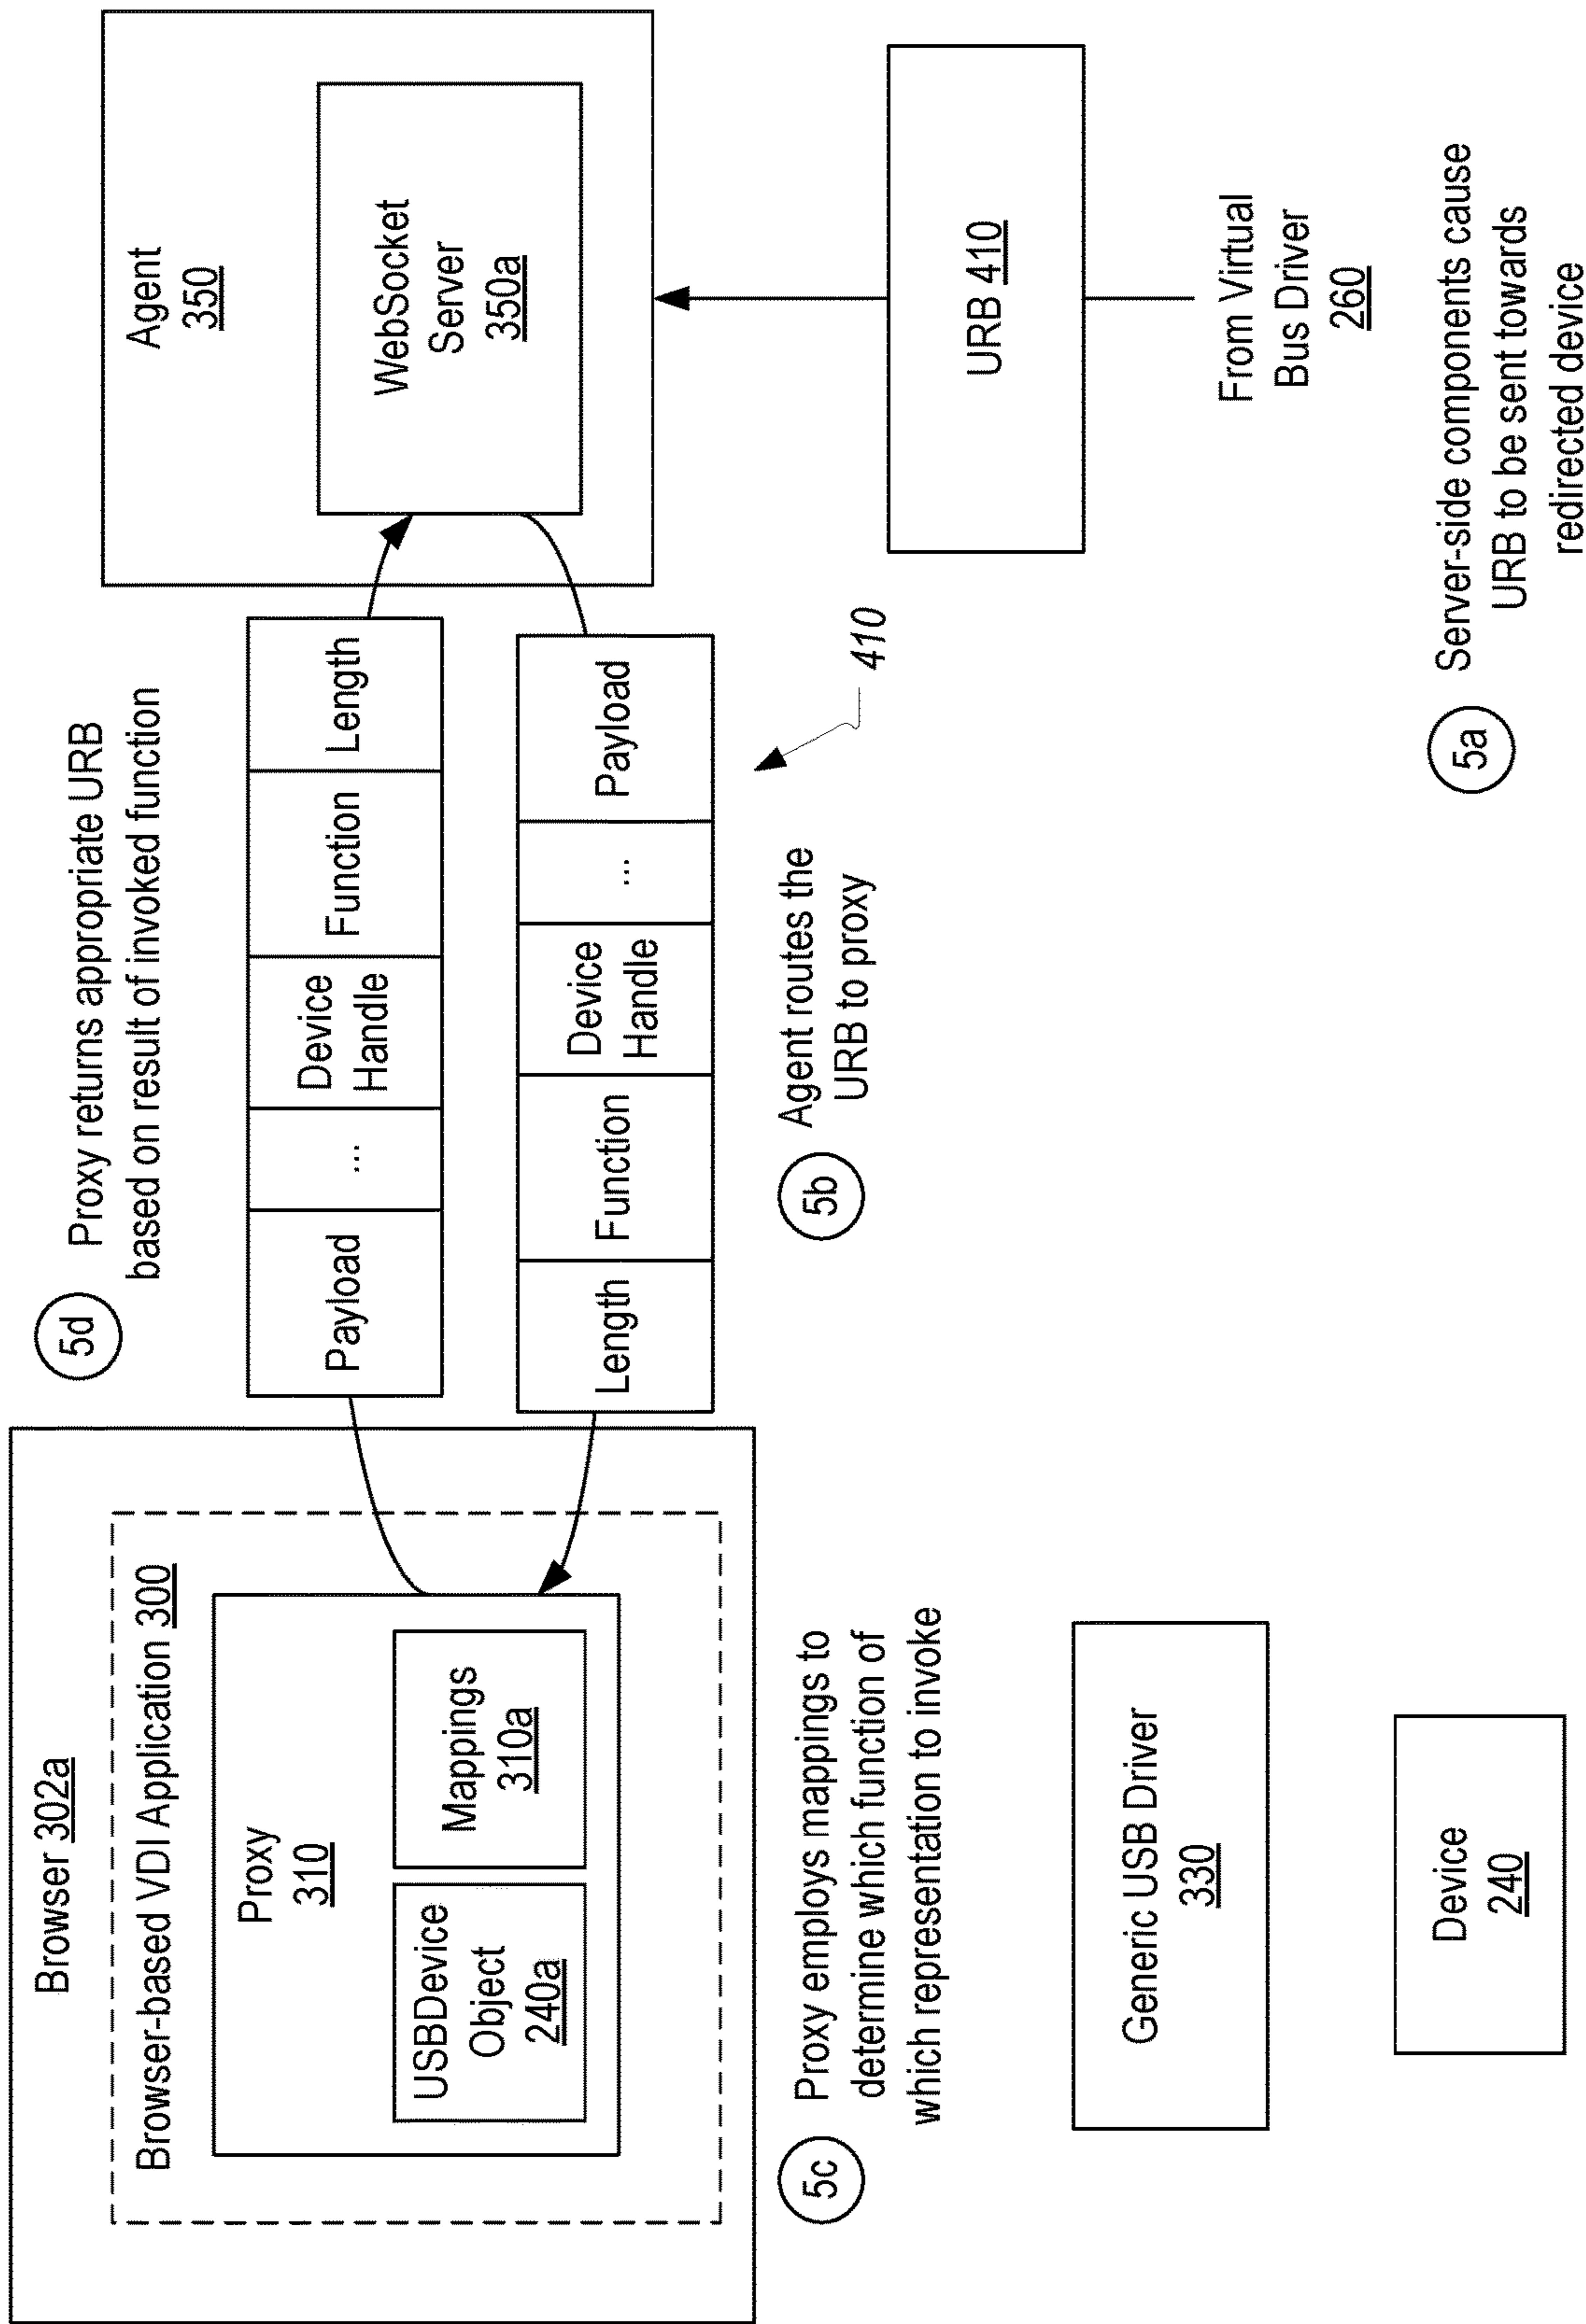 Browser 302a
Browser-based VDI Application 300
Proxy
310
USBDevice
Object
240a
Mappings
310a
5c
Proxy employs mappings to
determine which function of
which representation to invoke
Generic USB Driver
330
Device
240
5d
Proxy returns appropriate URB
based on result of invoked function
Payload
...
Device
Handle
Function
Length
Length
Function
Device
Handle
...
Payload
410
5b
Agent routes the
URB to proxy
Agent
350
WebSocket
Server
350a
URB 410
From Virtual
Bus Driver
260
5a
Server-side components cause
URB to be sent towards
redirected device